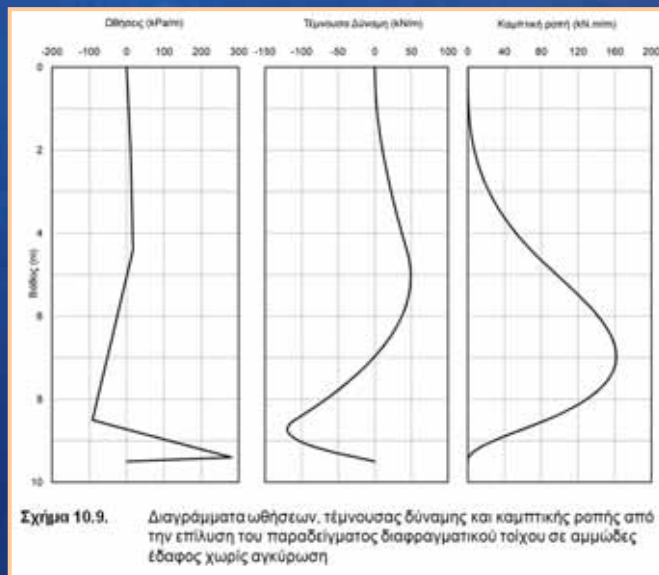 Ωθήσεις (kPa/m) Τέμνουσα Δύναμη (kN/m) Καμπτική ροπή (kN.m/m)
-200 -100 0 100 200 300 -150 -100 -50 0 50 100 0 40 80 120 160 200
0
2
4
6
8
10
Βάθος (m)
Σχήμα 10.9. Διαγράμματα ωθήσεων, τέμνουσας δύναμης και καμπτικής ροπής από
την επίλυση του παραδείγματος διαφραγματικού τοίχου σε αμμώδες
έδαφος χωρίς αγκύρωση